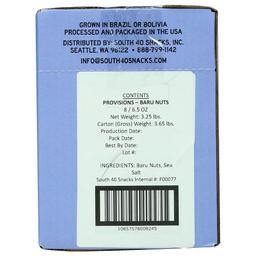 GROWN IN BRAZIL OR BOLIVIA
PROCESSED AND PACKAGED IN THE USA
DISTRIBUTED BY: SOUTH 40 SNACKS, INC.
SEATTLE, WA 96122 • 888-799-1142
INFO@SOUTH40SNACKS.COM
CONTENTS
PROVISIONS – BARU NUTS
8 / 6.5 OZ
Net Weight: 3.25 lbs
Carton (Gross) Weight: 3.65 lbs
Production Date:
Pack Date:
Best By Date:
Lot #:
INGREDIENTS: Baru Nuts, Sea
Salt
South 40 Snacks Internal #: F00077
10857576008245